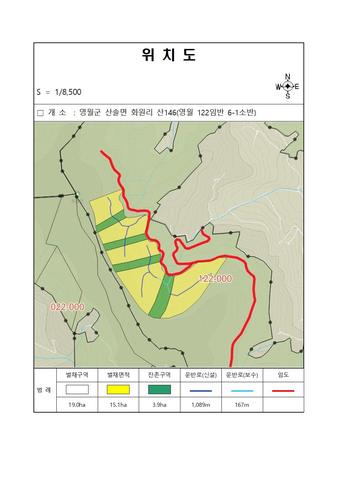 위 치 도
N
W E
S
S = 1/8,500
□ 개 소 : 영월군 산솔면 화원리 산146(영월 122임반 6-1소반)
122-000
022-000
범 례
벌채구역 벌채면적 잔존구역 운반로(신설) 운반로(보수) 임도
19.0ha 15.1ha 3.9ha 1,089m 167m